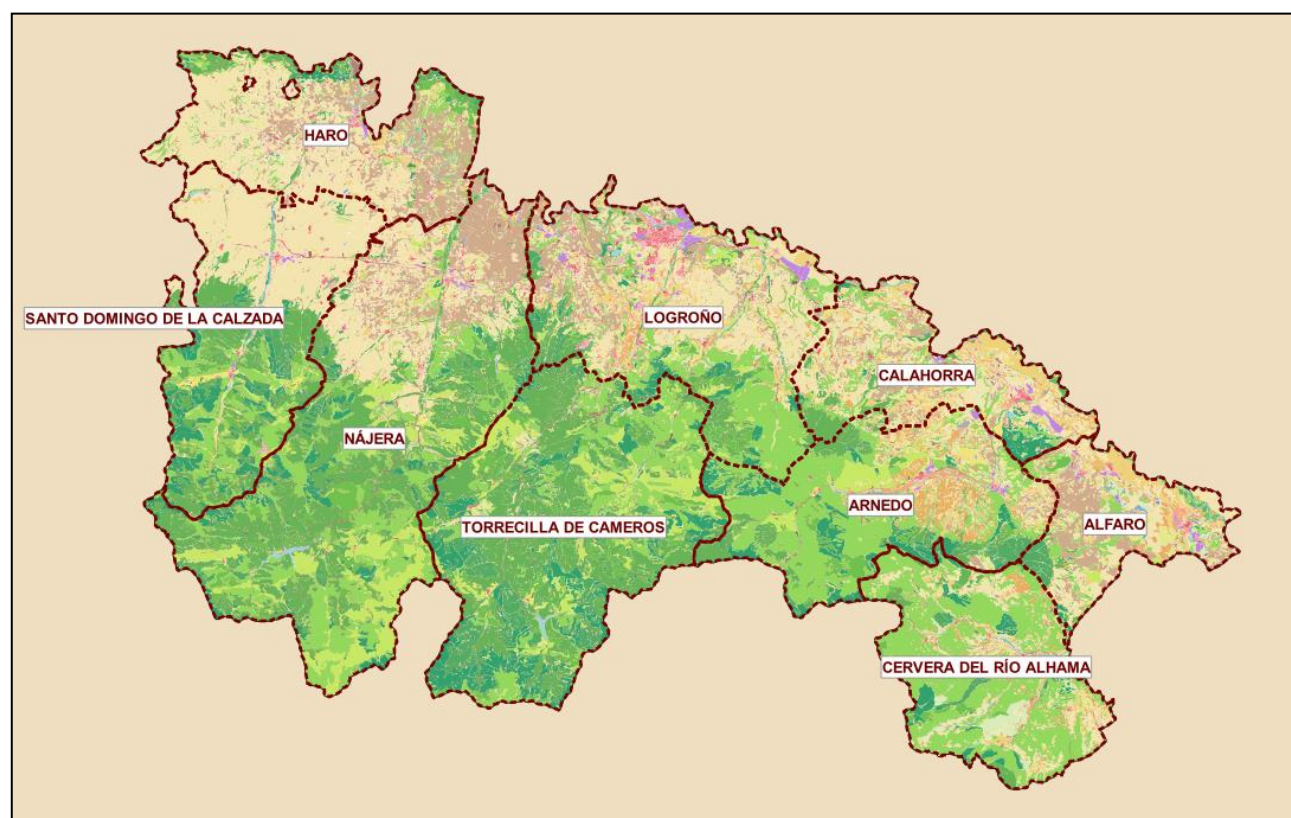 HARO
SANTO DOMINGO DE LA CALZADA
LOGROÑO
CALAHORRA
NÁJERA
ARNEDO
TORRECILLA DE CAMEROS
ALFARO
CERVERA DEL RÍO ALHAMA